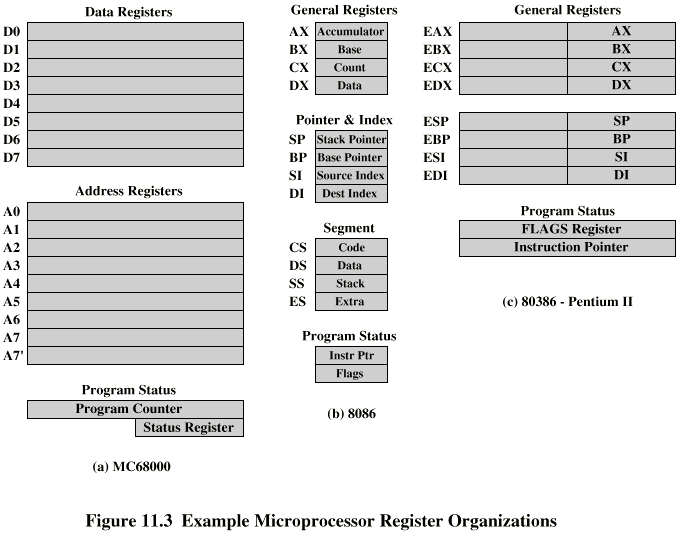 Data Registers
D0
D1
D2
D3
D4
D5
D6
D7
Address Registers
A0
A1
A2
A3
A4
A5
A6
A7
A7'
Program Status
Program Counter
Status Register
(a) MC68000
General Registers
AX Accumulator
BX Base
CX Count
DX Data
Pointer & Index
SP Stack Pointer
BP Base Pointer
SI Source Index
DI Dest Index
Segment
CS Code
DS Data
SS Stack
ES Extra
Program Status
Instr Ptr
Flags
(b) 8086
General Registers
EAX AX
EBX BX
ECX CX
EDX DX
ESP SP
EBP BP
ESI SI
EDI DI
Program Status
FLAGS Register
Instruction Pointer
(c) 80386 - Pentium II
Figure 11.3 Example Microprocessor Register Organizations